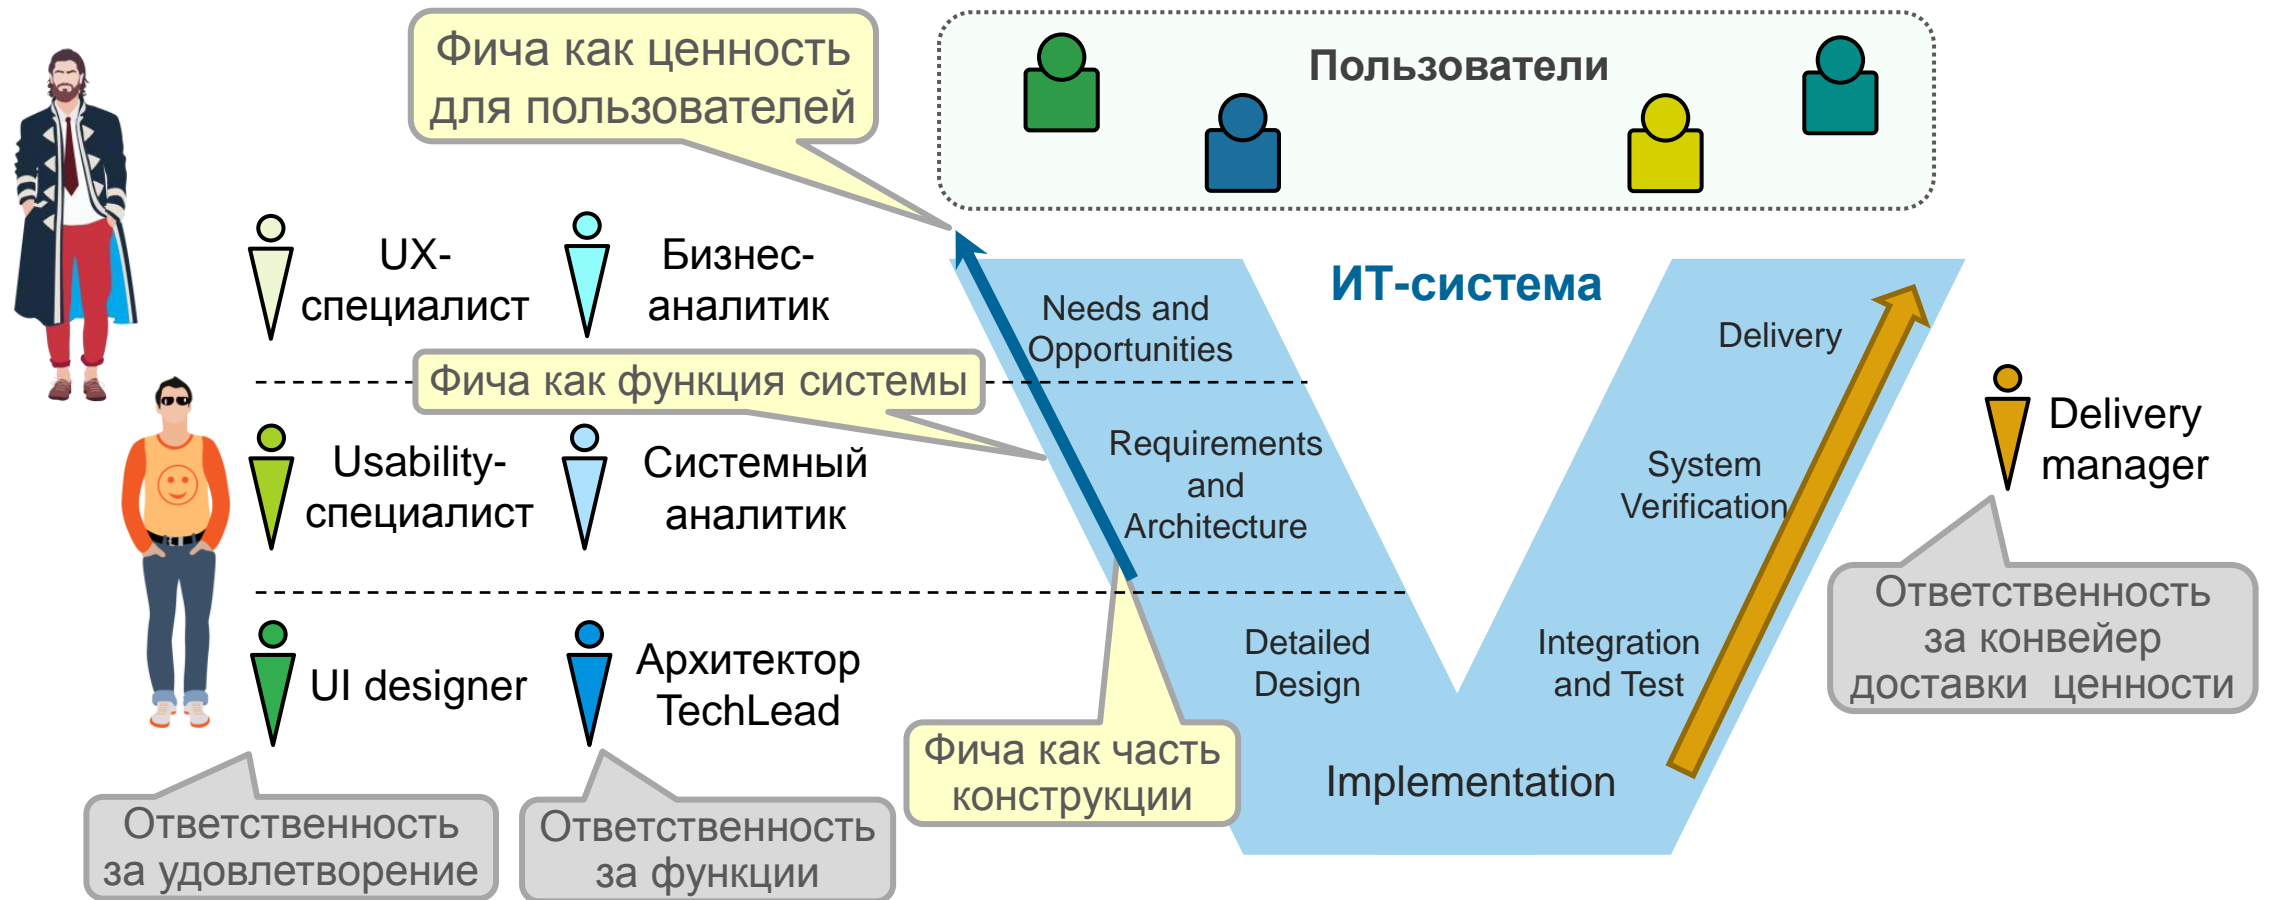 Фича как ценность
для пользователей
Пользователи
UX-
специалист
Бизнес-
аналитик
ИТ-система
Needs and
Opportunities
Delivery
Фича как функция системы
Usability-
специалист
Системный
аналитик
Requirements
and
Architecture
System
Verification
Delivery
manager
Ответственность
за конвейер
доставки ценности
UI designer
Архитектор
TechLead
Detailed
Design
Integration
and Test
Фича как часть
конструкции
Implementation
Ответственность
за удовлетворение
Ответственность
за функции